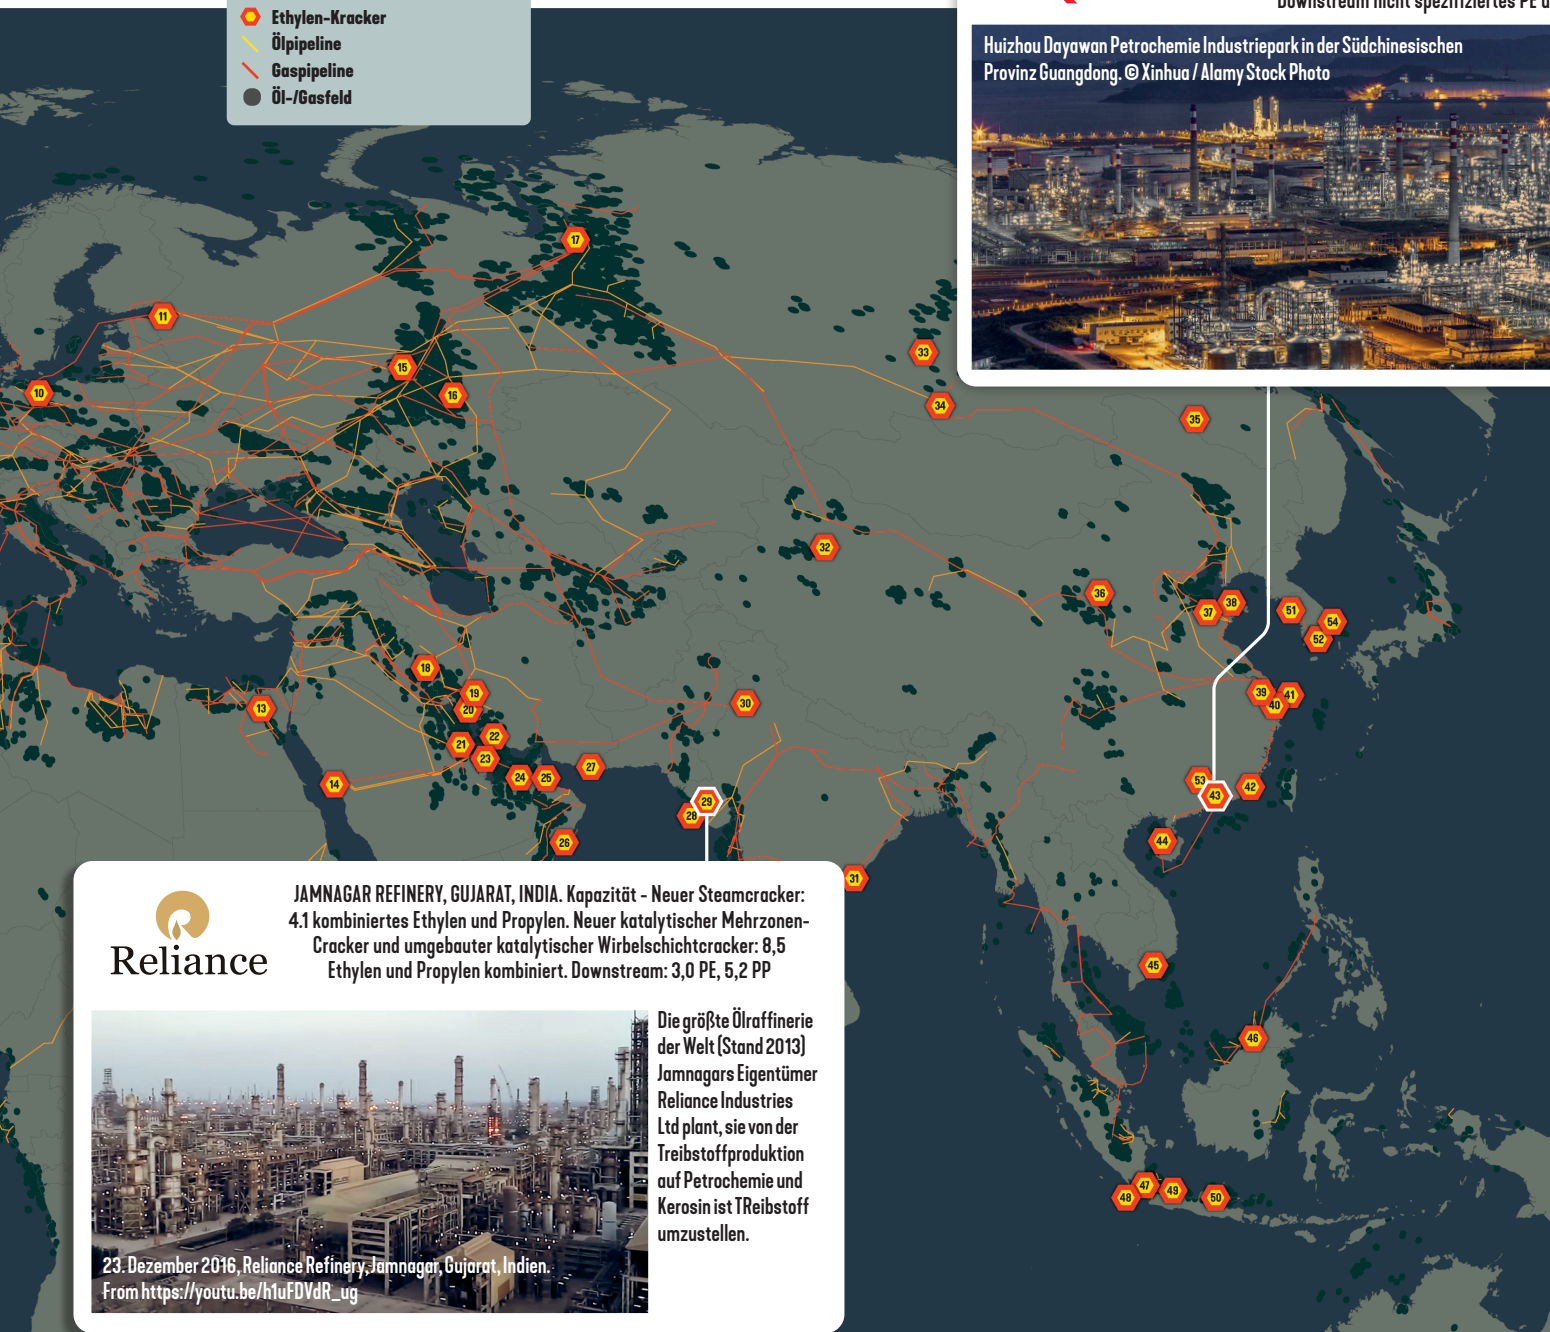 Downstream nicht spezifiziertes PE u
Ethylen-Kracker
Ölpipeline
Gaspipeline
Öl-/Gasfeld
Huizhou Dayawan Petrochemie Industriepark in der Südchinesischen
Provinz Guangdong. © Xinhua / Alamy Stock Photo
17
11
33
15
10
16
34
35
32
36
38
37
51
54
52
18
19
20
13
39
41
40
30
22
21
23
27
24
25
14
53
42
43
29
28
26
44
31
45
46
47
49
48
50
Reliance
JAMNAGAR REFINERY, GUJARAT, INDIA. Kapazität - Neuer Steamcracker:
4.1 kombiniertes Ethylen und Propylen. Neuer katalytischer Mehrzonen-
Cracker und umgebauter katalytischer Wirbelschichtcracker: 8,5
Ethylen und Propylen kombiniert. Downstream: 3,0 PE, 5,2 PP
Die größte Ölraffinerie
der Welt (Stand 2013)
Jamnagars Eigentümer
Reliance Industries
Ltd plant, sie von der
Treibstoffproduktion
auf Petrochemie und
Kerosin ist TReibstoff
umzustellen.
23. Dezember 2016, Reliance Refinery, Jamnagar, Gujarat, Indien.
From https://youtu.be/h1uFDVdR_ug